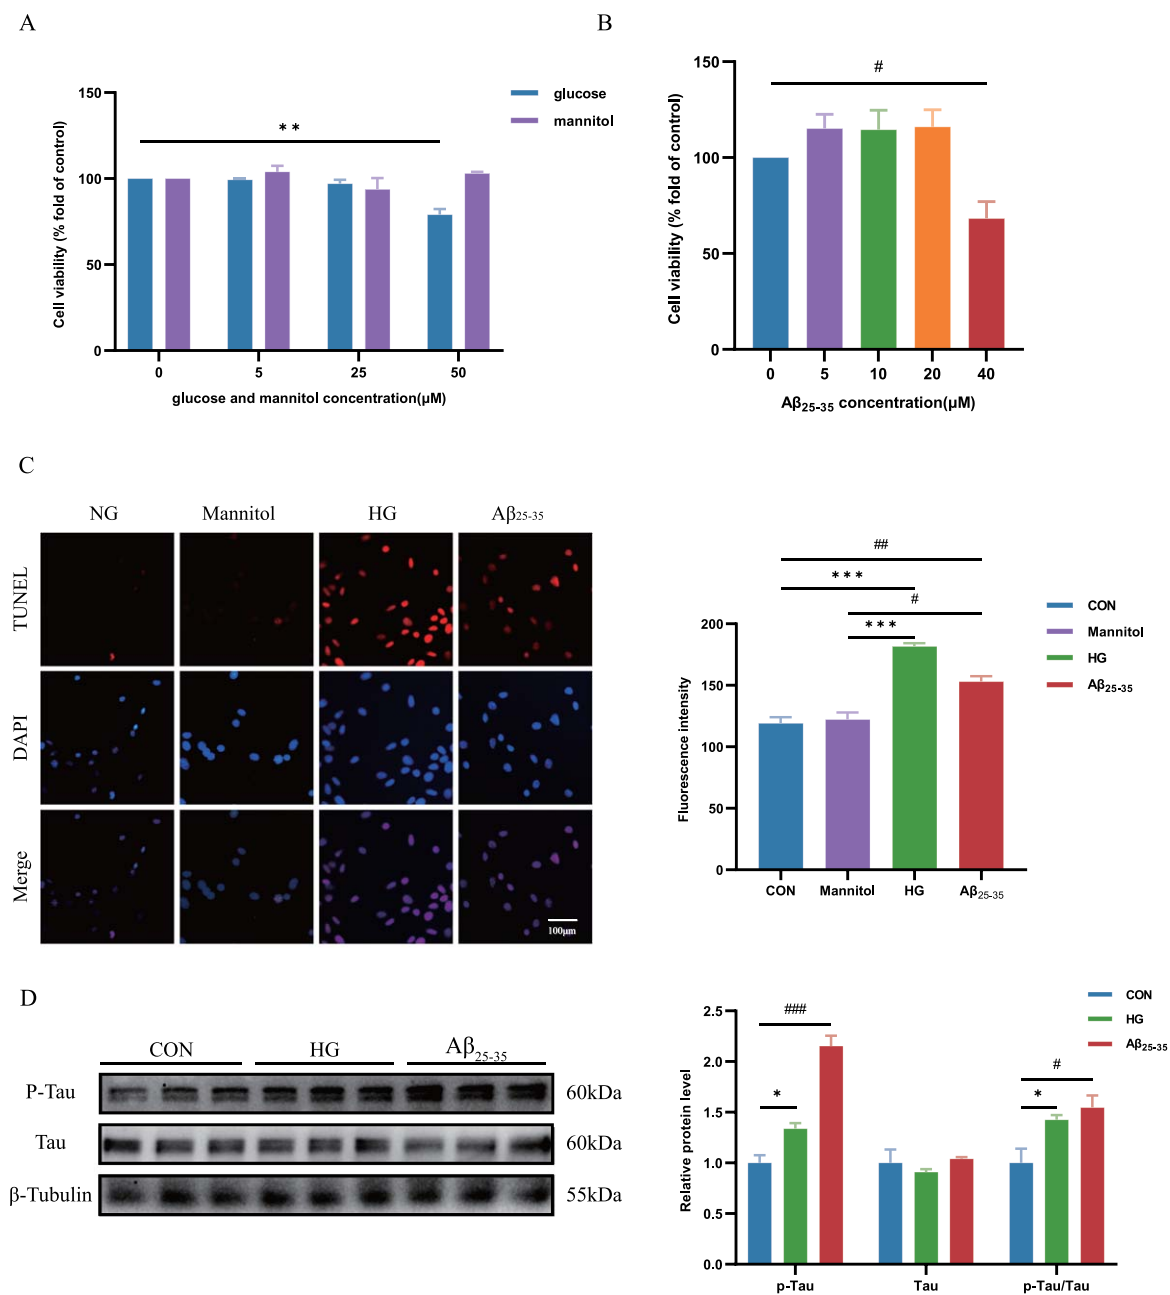 A
B
150
100
50
0
Cell viability (% fold of control)
**
glucose
mannitol
0 5 25 50
glucose and mannitol concentration(μM)
150
100
50
0
Cell viability (% fold of control)
#
0 5 10 20 40
Aβ25-35 concentration(μM)
C
NG Mannitol HG Aβ25-35
TUNEL
DAPI
Merge
100μm
##
***
#
***
200
150
100
50
0
Fluorescence intensity
CON
Mannitol
HG
Aβ25-35
CON Mannitol HG Aβ25-35
D
CON HG Aβ25-35
P-Tau 60kDa
Tau 60kDa
β-Tubulin 55kDa
2.5
2.0
1.5
1.0
0.5
0.0
Relative protein level
###
*
#
*
CON
HG
Aβ25-35
p-Tau Tau p-Tau/Tau